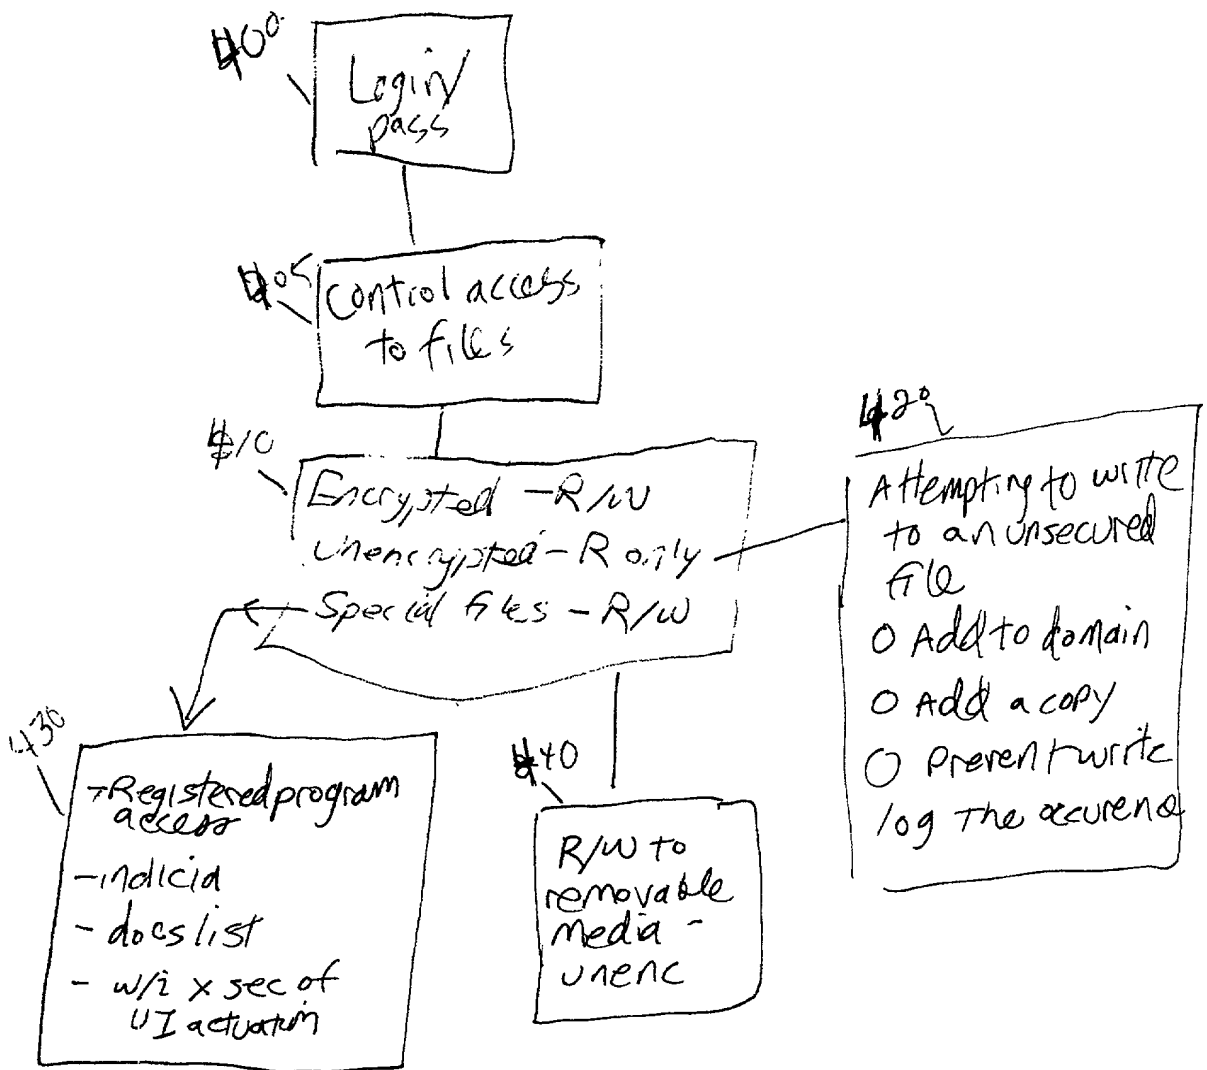 400
Login/
pass
405
Control access
to files
410
Encrypted - R/W
Unencrypted - R only
Special files - R/W
420
Attempting to write
to an unsecured
file
O Add to domain
O Add a copy
O Prevent write
log the occurence
430
- Registered program
access
- indicia
- docs list
- w/i x sec of
UI actuation
440
R/W to
removable
media -
unenc